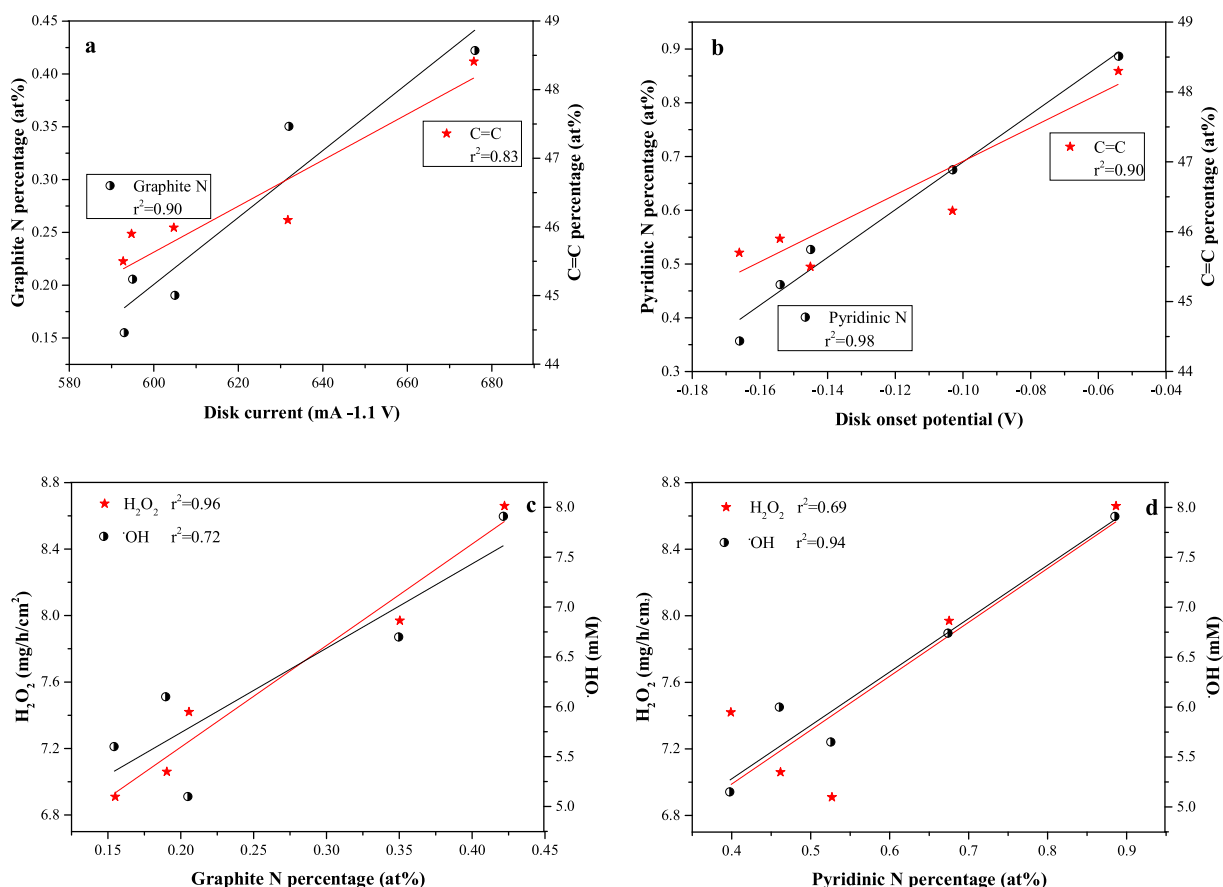 a
Graphite N percentage (at%)
0.45
0.40
0.35
0.30
0.25
0.20
0.15
C=C
r²=0.83
Graphite N
r²=0.90
49
48
47
46
45
44
C=C percentage (at%)
580
600
620
640
660
680
Disk current (mA -1.1 V)
b
Pyridinic N percentage (at%)
0.9
0.8
0.7
0.6
0.5
0.4
0.3
C=C
r²=0.90
Pyridinic N
r²=0.98
49
48
47
46
45
44
C=C percentage (at%)
-0.18
-0.16
-0.14
-0.12
-0.10
-0.08
-0.06
-0.04
Disk onset potential (V)
c
H₂O₂ r²=0.96
·OH r²=0.72
H₂O₂ (mg/h/cm²)
8.8
8.4
8.0
7.6
7.2
6.8
8.0
7.5
7.0
6.5
6.0
5.5
5.0
·OH (mM)
0.15
0.20
0.25
0.30
0.35
0.40
0.45
Graphite N percentage (at%)
d
H₂O₂ r²=0.69
·OH r²=0.94
H₂O₂ (mg/h/cm₂)
8.8
8.4
8.0
7.6
7.2
6.8
8.0
7.5
7.0
6.5
6.0
5.5
5.0
·OH (mM)
0.4
0.5
0.6
0.7
0.8
0.9
Pyridinic N percentage (at%)